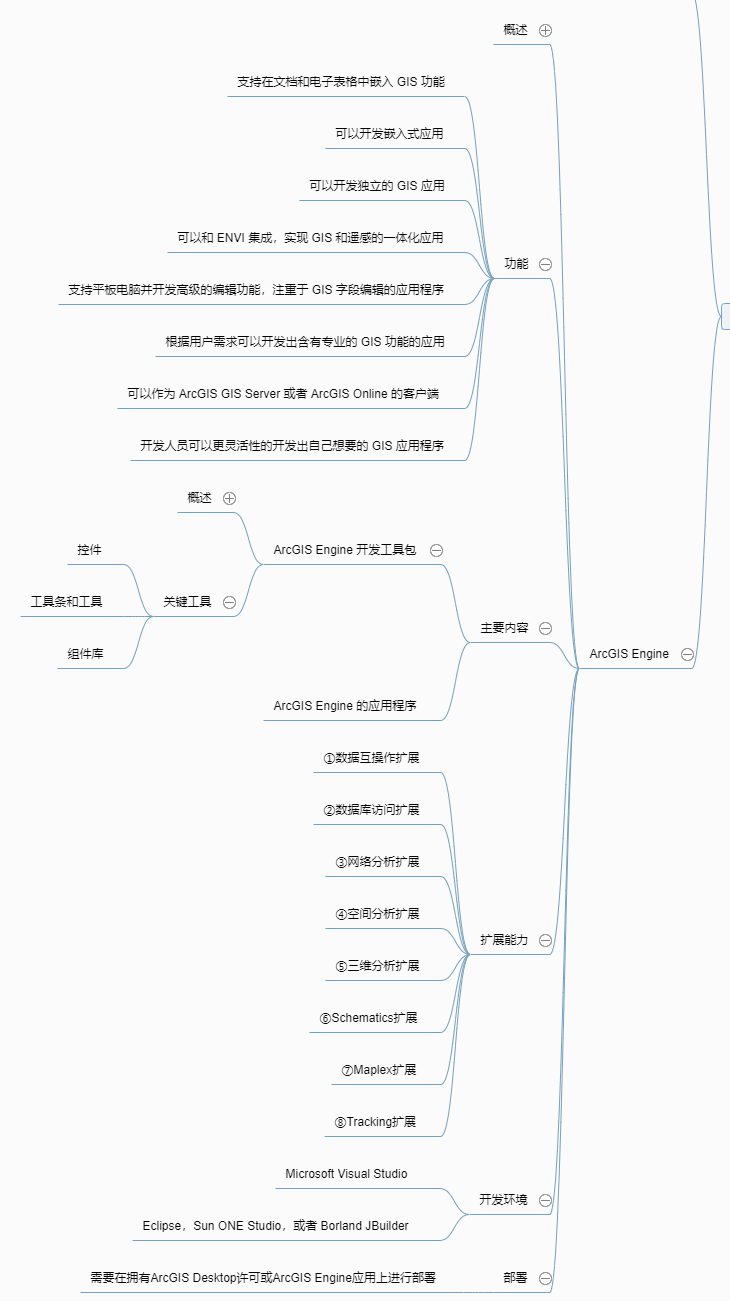 概述
支持在文档和电子表格中嵌入 GIS 功能
可以开发嵌入式应用
可以开发独立的 GIS 应用
可以和 ENVI 集成，实现 GIS 和遥感的一体化应用
功能
支持平板电脑并开发高级的编辑功能，注重于 GIS 字段编辑的应用程序
根据用户需求可以开发出含有专业的 GIS 功能的应用
可以作为 ArcGIS GIS Server 或者 ArcGIS Online 的客户端
开发人员可以更灵活性的开发出自己想要的 GIS 应用程序
概述
控件
ArcGIS Engine 开发工具包
工具条和工具
关键工具
主要内容
组件库
ArcGIS Engine
ArcGIS Engine 的应用程序
①数据互操作扩展
②数据库访问扩展
③网络分析扩展
④空间分析扩展
扩展能力
⑤三维分析扩展
⑥Schematics扩展
⑦Maplex扩展
⑧Tracking扩展
Microsoft Visual Studio
开发环境
Eclipse，Sun ONE Studio，或者 Borland JBuilder
需要在拥有ArcGIS Desktop许可或ArcGIS Engine应用上进行部署
部署